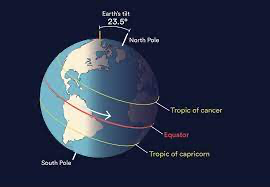 Earth's tilt
23.5°
North Pole
Tropic of cancer
Equator
Tropic of capricorn
South Pole